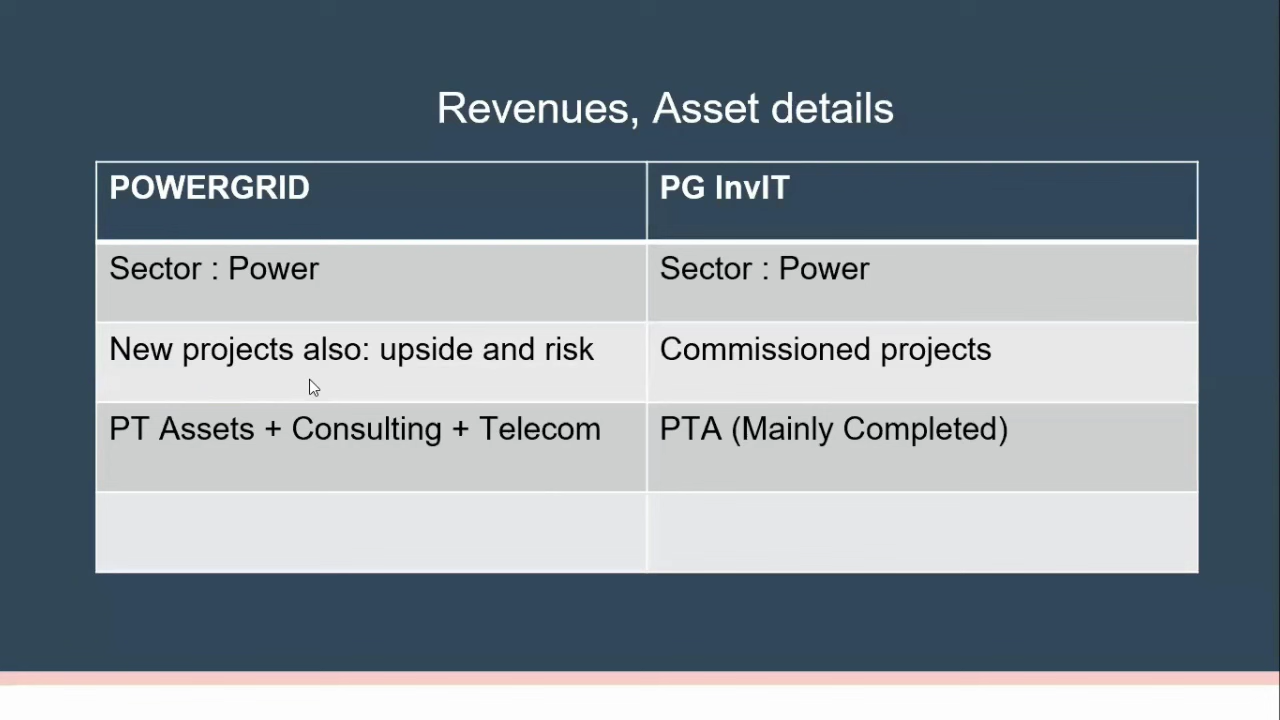 Revenues, Asset details
POWERGRID
PG InvIT
Sector : Power
Sector : Power
New projects also: upside and risk
Commissioned projects
PT Assets + Consulting + Telecom
PTA (Mainly Completed)